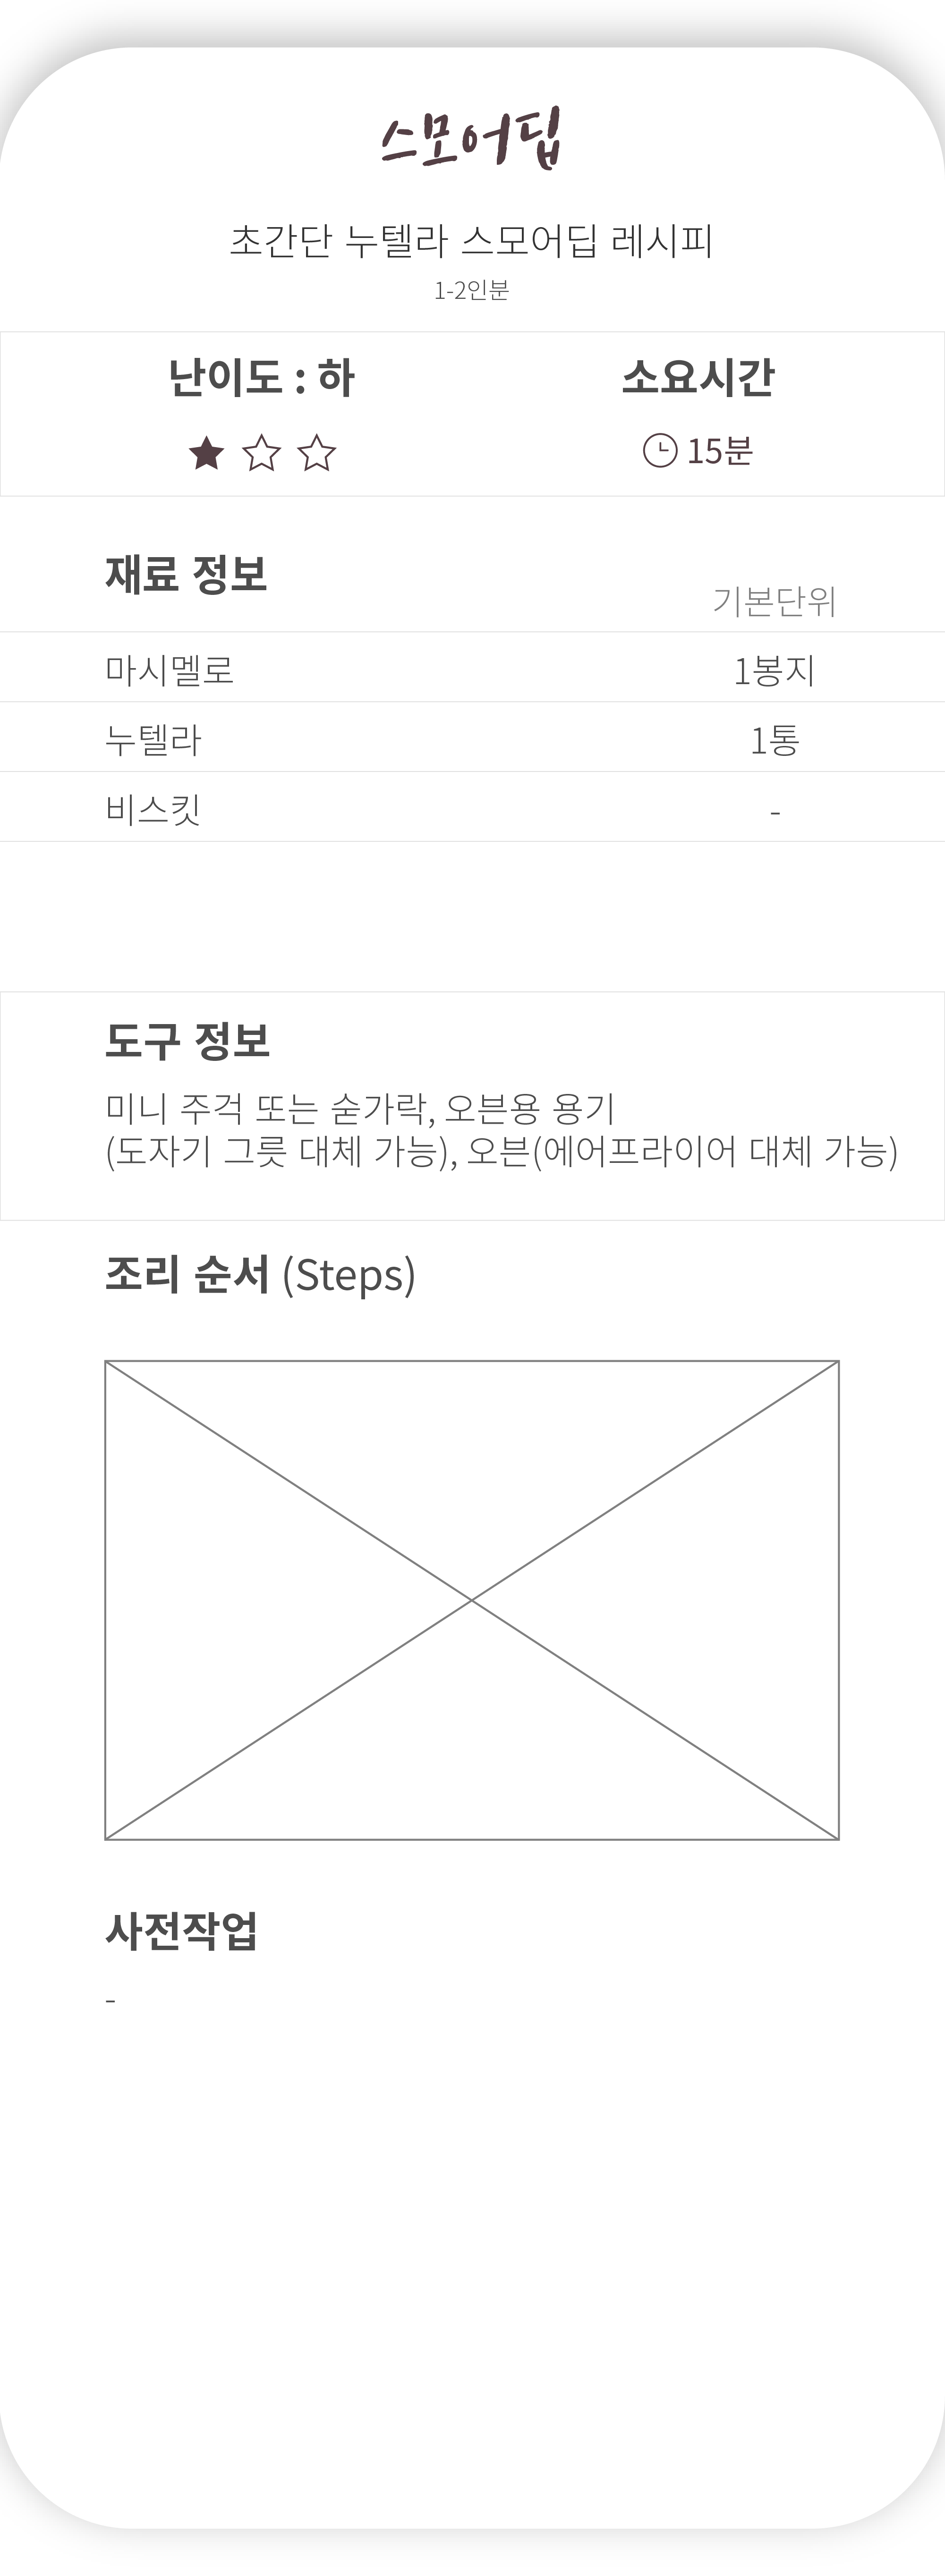 스모어딥
초간단 누텔라 스모어딥 레시피
1-2인분
난이도 : 하
소요시간
15분
재료 정보
기본단위
마시멜로
1봉지
누텔라
1통
비스킷
-
도구 정보
미니 주걱 또는 숟가락, 오븐용 용기
(도자기 그릇 대체 가능), 오븐(에어프라이어 대체 가능)
조리 순서 (Steps)
사전작업
-